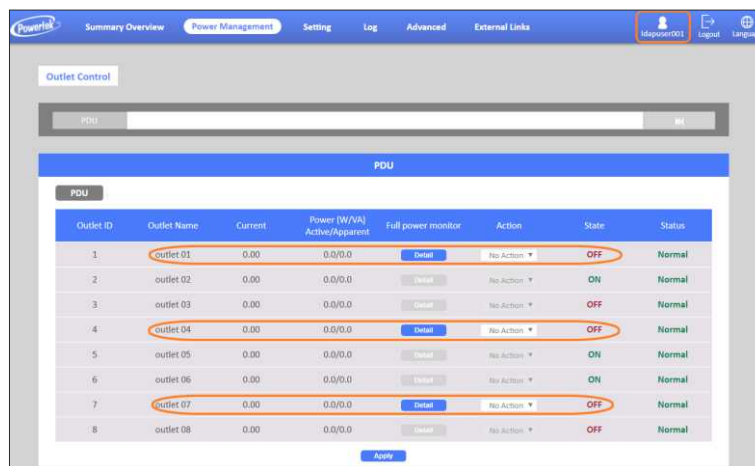 Powertek
Summary Overview Power Management Setting Log Advanced External Links ldapuser001 Logout Langua
Outlet Control
PDU
PDU
PDU
Outlet ID Outlet Name Current Power (W/VA) Active/Apparent Full power monitor Action State Status
1 outlet 01 0.00 0.0/0.0 Detail No Action ▼ OFF Normal
2 outlet 02 0.00 0.0/0.0 Detail No Action ▼ ON Normal
3 outlet 03 0.00 0.0/0.0 Detail No Action ▼ OFF Normal
4 outlet 04 0.00 0.0/0.0 Detail No Action ▼ OFF Normal
5 outlet 05 0.00 0.0/0.0 Detail No Action ▼ ON Normal
6 outlet 06 0.00 0.0/0.0 Detail No Action ▼ ON Normal
7 outlet 07 0.00 0.0/0.0 Detail No Action ▼ OFF Normal
8 outlet 08 0.00 0.0/0.0 Detail No Action ▼ OFF Normal
Apply